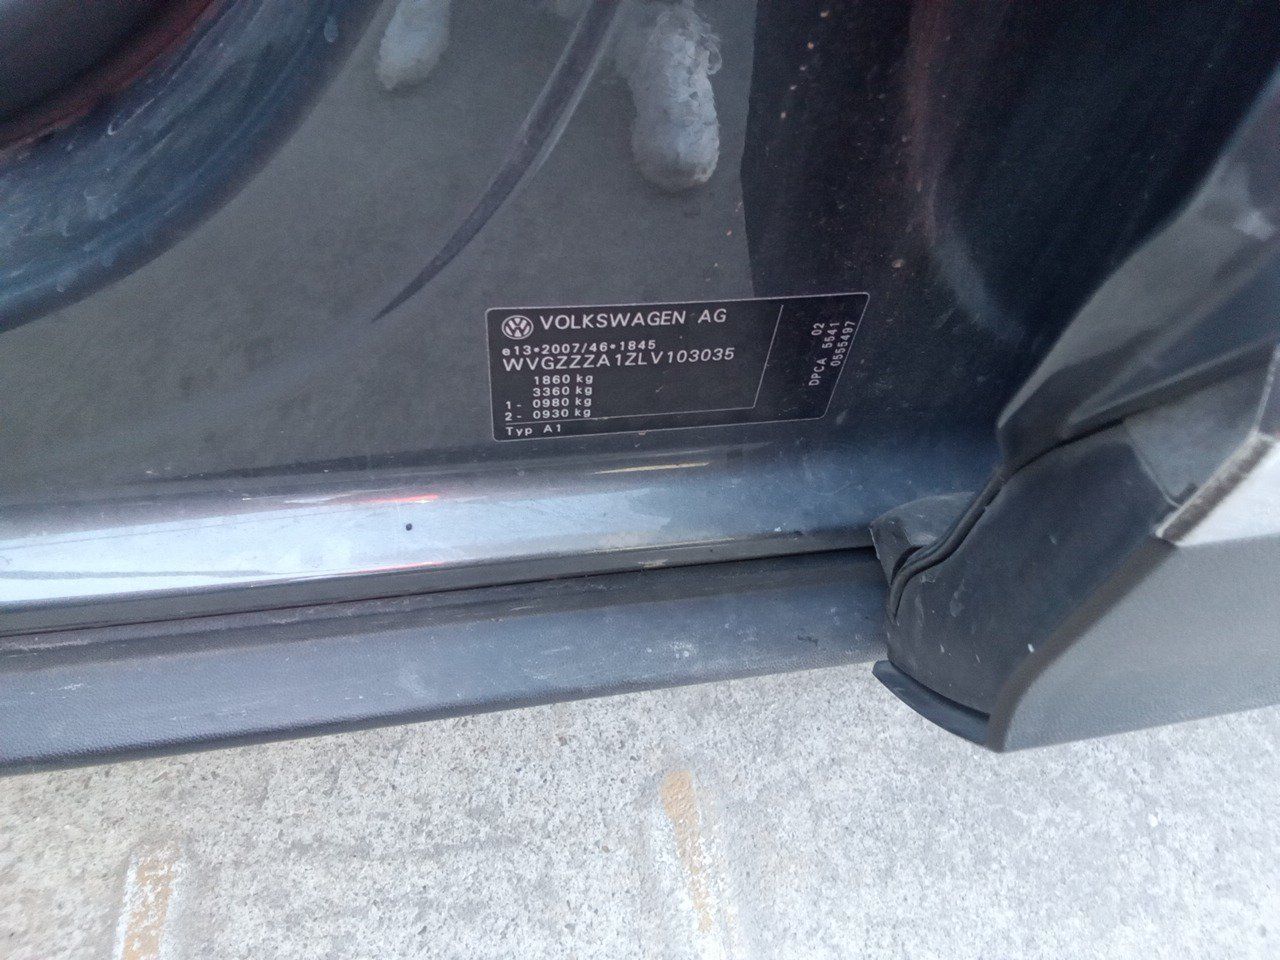 VOLKSWAGEN AG
e13*2007/46*1845
WVGZZZA1ZLV103035
1860 kg
3360 kg
1- 0980 kg
2- 0930 kg
Typ A1
02
DPCA 5541
0555497